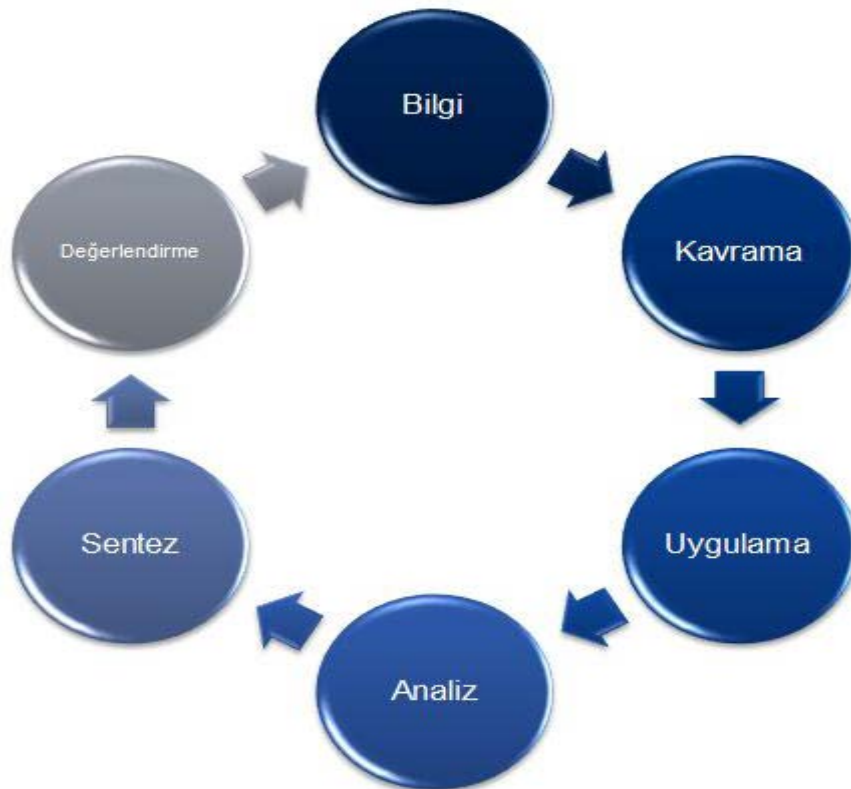 Bilgi
Kavrama
Uygulama
Analiz
Sentez
Değerlendirme